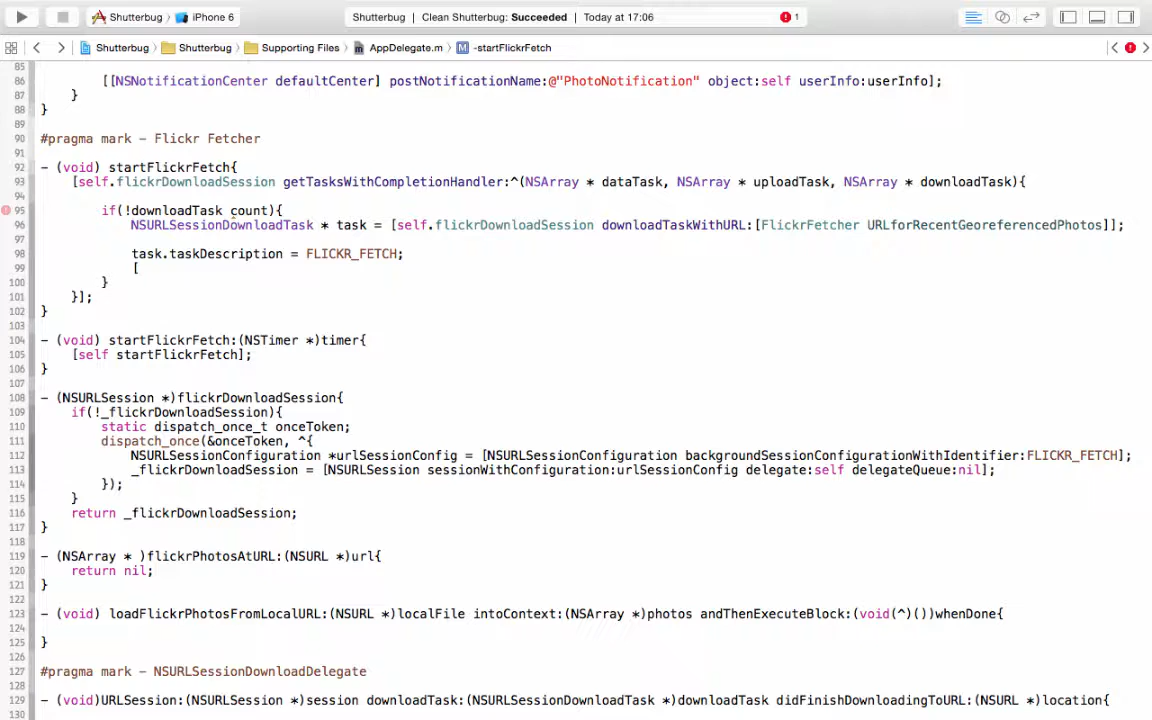 Shutterbug iPhone 6 Shutterbug | Clean Shutterbug: Succeeded | Today at 17:06 1
Shutterbug Shutterbug Supporting Files AppDelegate.m M -startFlickrFetch
85
86 [[NSNotificationCenter defaultCenter] postNotificationName:@"PhotoNotification" object:self userInfo:userInfo];
87 }
88 }
89
90 #pragma mark - Flickr Fetcher
91
92 - (void) startFlickrFetch{
93 [self.flickrDownloadSession getTasksWithCompletionHandler:^(NSArray * dataTask, NSArray * uploadTask, NSArray * downloadTask){
94
95 if(!downloadTask count){
96 NSURLSessionDownloadTask * task = [self.flickrDownloadSession downloadTaskWithURL:[FlickrFetcher URLforRecentGeoreferencedPhotos]];
97
98 task.taskDescription = FLICKR_FETCH;
99 [
100 }
101 }];
102 }
103
104 - (void) startFlickrFetch:(NSTimer *)timer{
105 [self startFlickrFetch];
106 }
107
108 - (NSURLSession *)flickrDownloadSession{
109 if(!_flickrDownloadSession){
110 static dispatch_once_t onceToken;
111 dispatch_once(&onceToken, ^{
112 NSURLSessionConfiguration *urlSessionConfig = [NSURLSessionConfiguration backgroundSessionConfigurationWithIdentifier:FLICKR_FETCH];
113 _flickrDownloadSession = [NSURLSession sessionWithConfiguration:urlSessionConfig delegate:self delegateQueue:nil];
114 });
115 }
116 return _flickrDownloadSession;
117 }
118
119 - (NSArray * )flickrPhotosAtURL:(NSURL *)url{
120 return nil;
121 }
122
123 - (void) loadFlickrPhotosFromLocalURL:(NSURL *)localFile intoContext:(NSArray *)photos andThenExecuteBlock:(void(^)())whenDone{
124
125 }
126
127 #pragma mark - NSURLSessionDownloadDelegate
128
129 - (void)URLSession:(NSURLSession *)session downloadTask:(NSURLSessionDownloadTask *)downloadTask didFinishDownloadingToURL:(NSURL *)location{
130